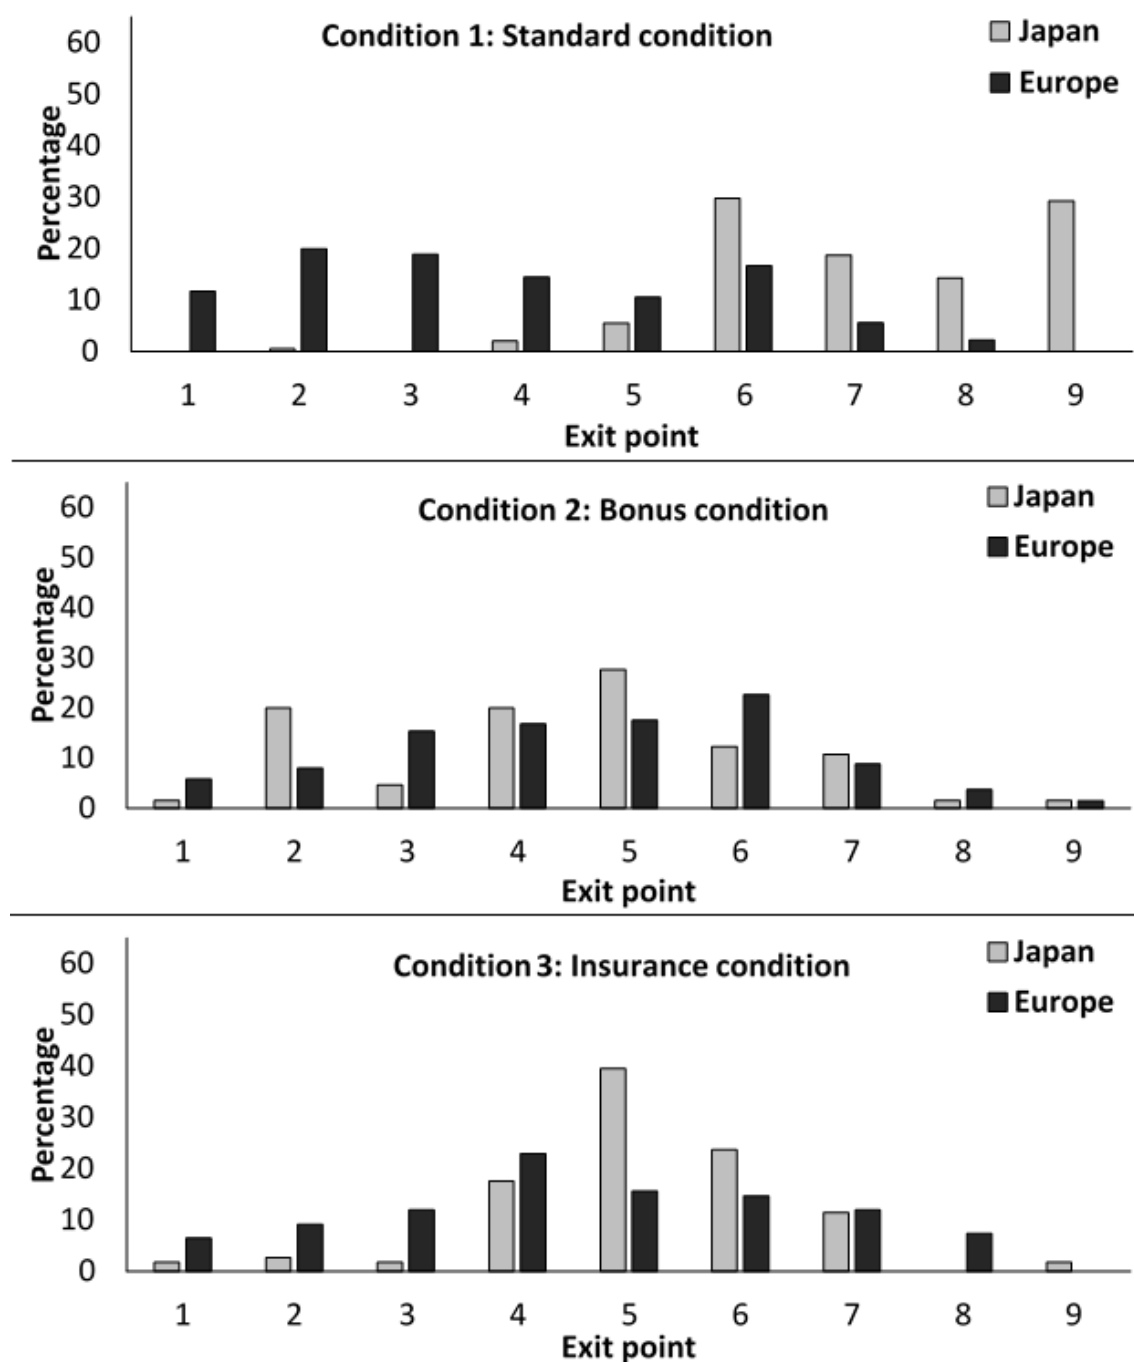 Condition 1: Standard condition
Japan
Europe
Percentage
60
50
40
30
20
10
0
1 2 3 4 5 6 7 8 9
Exit point
Condition 2: Bonus condition
Japan
Europe
Percentage
60
50
40
30
20
10
0
1 2 3 4 5 6 7 8 9
Exit point
Condition 3: Insurance condition
Japan
Europe
Percentage
60
50
40
30
20
10
0
1 2 3 4 5 6 7 8 9
Exit point